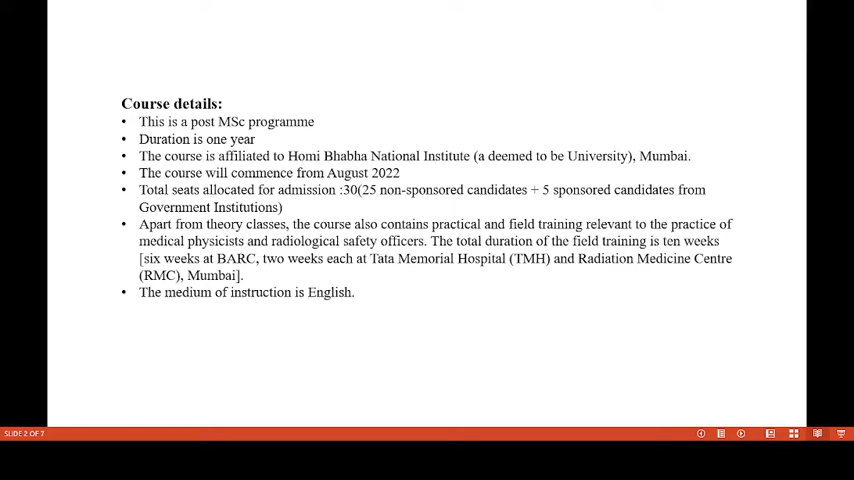 Course details:
• This is a post MSc programme
• Duration is one year
• The course is affiliated to Homi Bhabha National Institute (a deemed to be University), Mumbai.
• The course will commence from August 2022
• Total seats allocated for admission :30(25 non-sponsored candidates + 5 sponsored candidates from
Government Institutions)
• Apart from theory classes, the course also contains practical and field training relevant to the practice of
medical physicists and radiological safety officers. The total duration of the field training is ten weeks
[six weeks at BARC, two weeks each at Tata Memorial Hospital (TMH) and Radiation Medicine Centre
(RMC), Mumbai].
• The medium of instruction is English.
SLIDE 2 OF 7